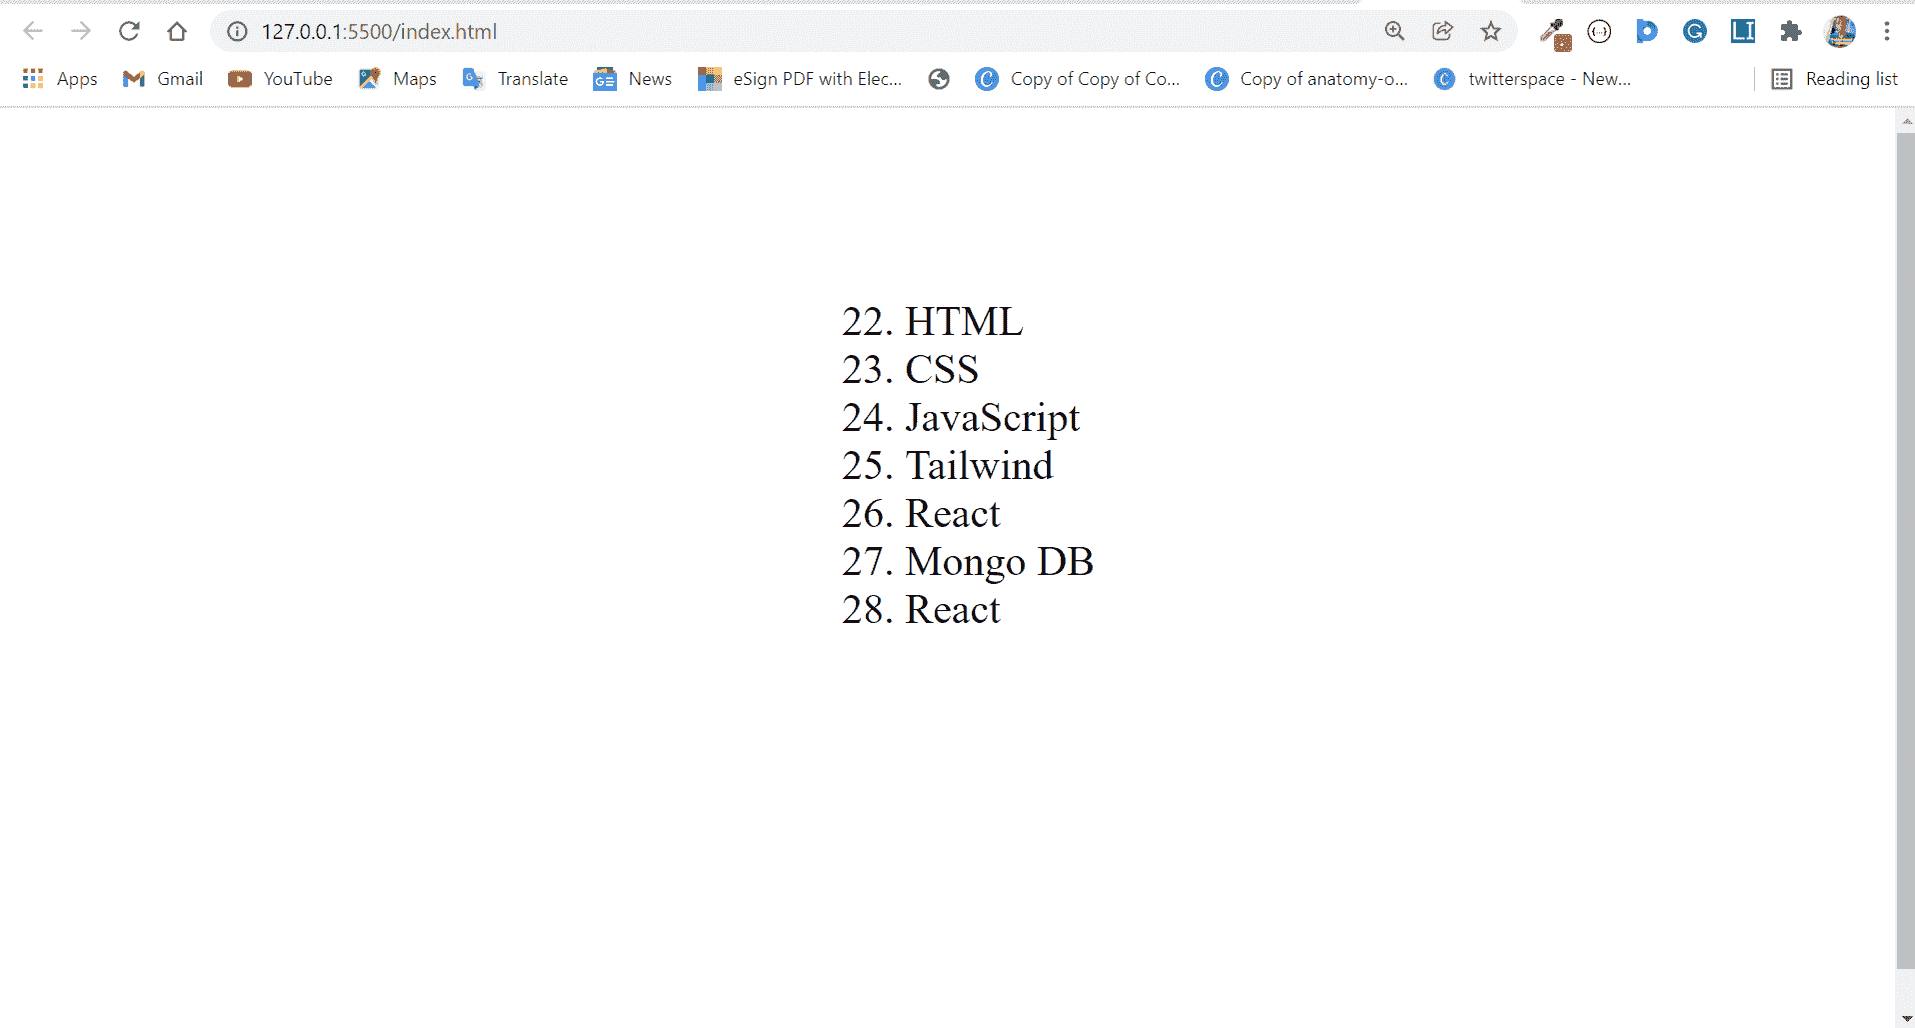 127.0.0.1:5500/index.html
Apps Gmail YouTube Maps Translate News eSign PDF with Elec... Copy of Copy of Co... Copy of anatomy-o... twitterspace - New... Reading list
22. HTML
23. CSS
24. JavaScript
25. Tailwind
26. React
27. Mongo DB
28. React